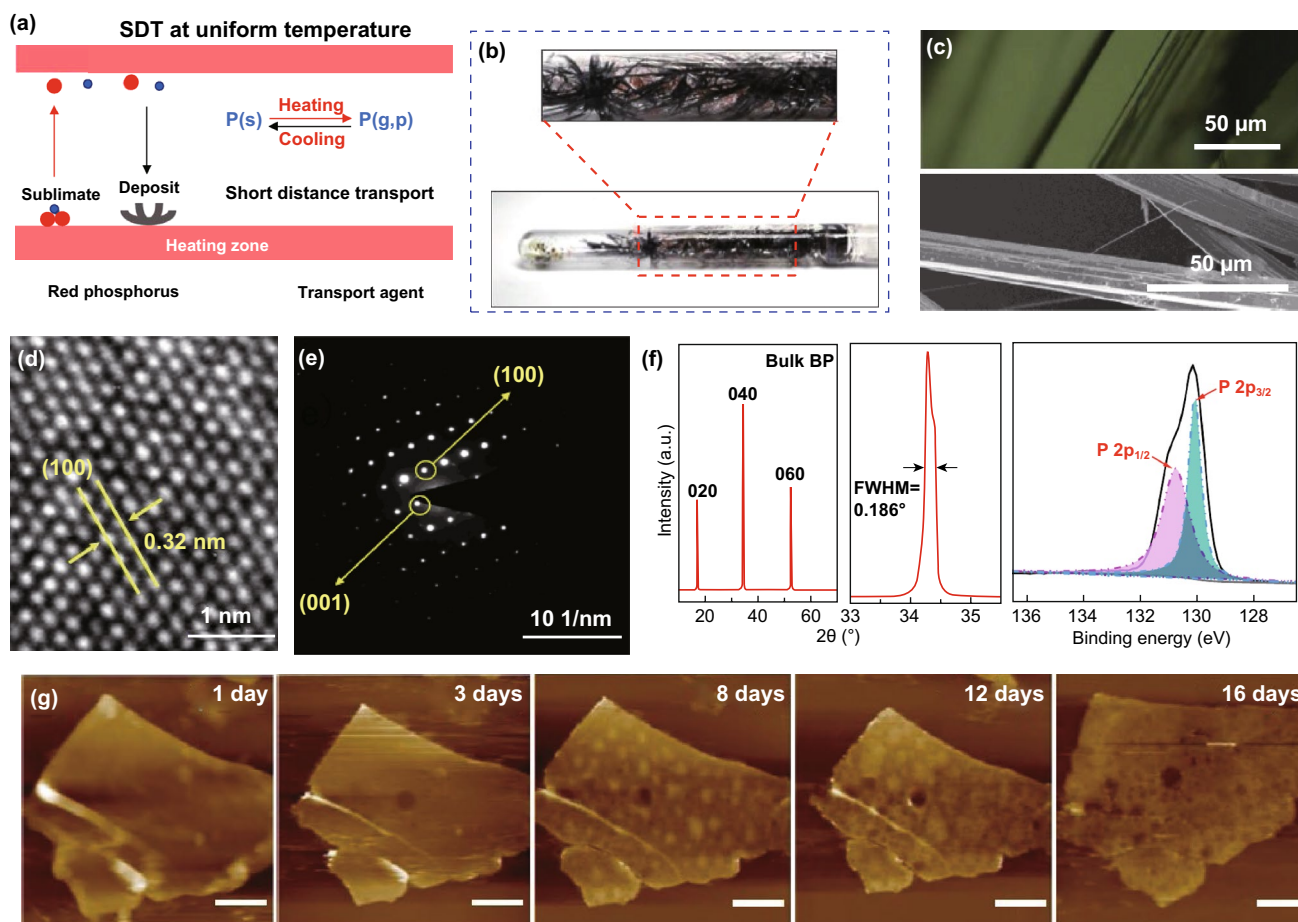 (a)
SDT at uniform temperature
P(s)
Heating
Cooling
P(g,p)
Sublimate
Deposit
Short distance transport
Heating zone
Red phosphorus
Transport agent
(b)
(c)
50 μm
50 μm
(d)
(100)
0.32 nm
1 nm
(e)
(100)
(001)
10 1/nm
(f)
Intensity (a.u.)
Bulk BP
020
040
060
10 20 40 60
FWHM=
0.186°
33 34 35
2θ (°)
P 2p3/2
P 2p1/2
136 134 132 130 128
Binding energy (eV)
(g)
1 day
3 days
8 days
12 days
16 days